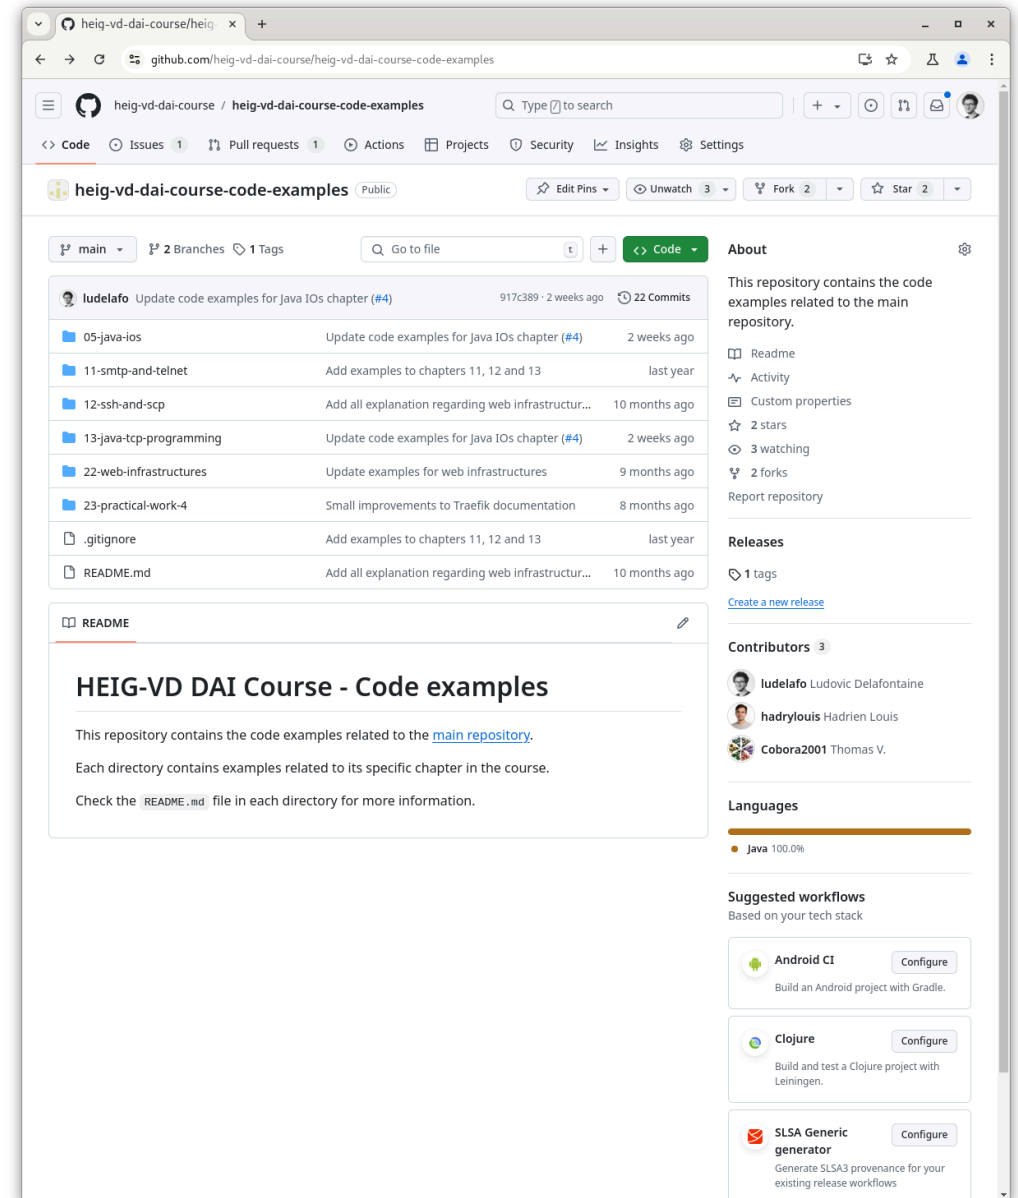 heig-vd-dai-course/heig-
github.com/heig-vd-dai-course/heig-vd-dai-course-code-examples
heig-vd-dai-course / heig-vd-dai-course-code-examples
Type / to search
Code
Issues 1
Pull requests 1
Actions
Projects
Security
Insights
Settings
heig-vd-dai-course-code-examples Public
Edit Pins
Unwatch 3
Fork 2
Star 2
main
2 Branches
1 Tags
Go to file
t
Code
ludelafo Update code examples for Java IOs chapter (#4) 917c389 · 2 weeks ago 22 Commits
05-java-ios Update code examples for Java IOs chapter (#4) 2 weeks ago
11-smtp-and-telnet Add examples to chapters 11, 12 and 13 last year
12-ssh-and-scp Add all explanation regarding web infrastructur... 10 months ago
13-java-tcp-programming Update code examples for Java IOs chapter (#4) 2 weeks ago
22-web-infrastructures Update examples for web infrastructures 9 months ago
23-practical-work-4 Small improvements to Traefik documentation 8 months ago
.gitignore Add examples to chapters 11, 12 and 13 last year
README.md Add all explanation regarding web infrastructur... 10 months ago
README
HEIG-VD DAI Course - Code examples
This repository contains the code examples related to the main repository.
Each directory contains examples related to its specific chapter in the course.
Check the README.md file in each directory for more information.
About
This repository contains the code
examples related to the main
repository.
Readme
Activity
Custom properties
2 stars
3 watching
2 forks
Report repository
Releases
1 tags
Create a new release
Contributors 3
ludelafo Ludovic Delafontaine
hadrylouis Hadrien Louis
Cobora2001 Thomas V.
Languages
Java 100.0%
Suggested workflows
Based on your tech stack
Android CI
Configure
Build an Android project with Gradle.
Clojure
Configure
Build and test a Clojure project with
Leiningen.
SLSA Generic
generator
Configure
Generate SLSA3 provenance for your
existing release workflows